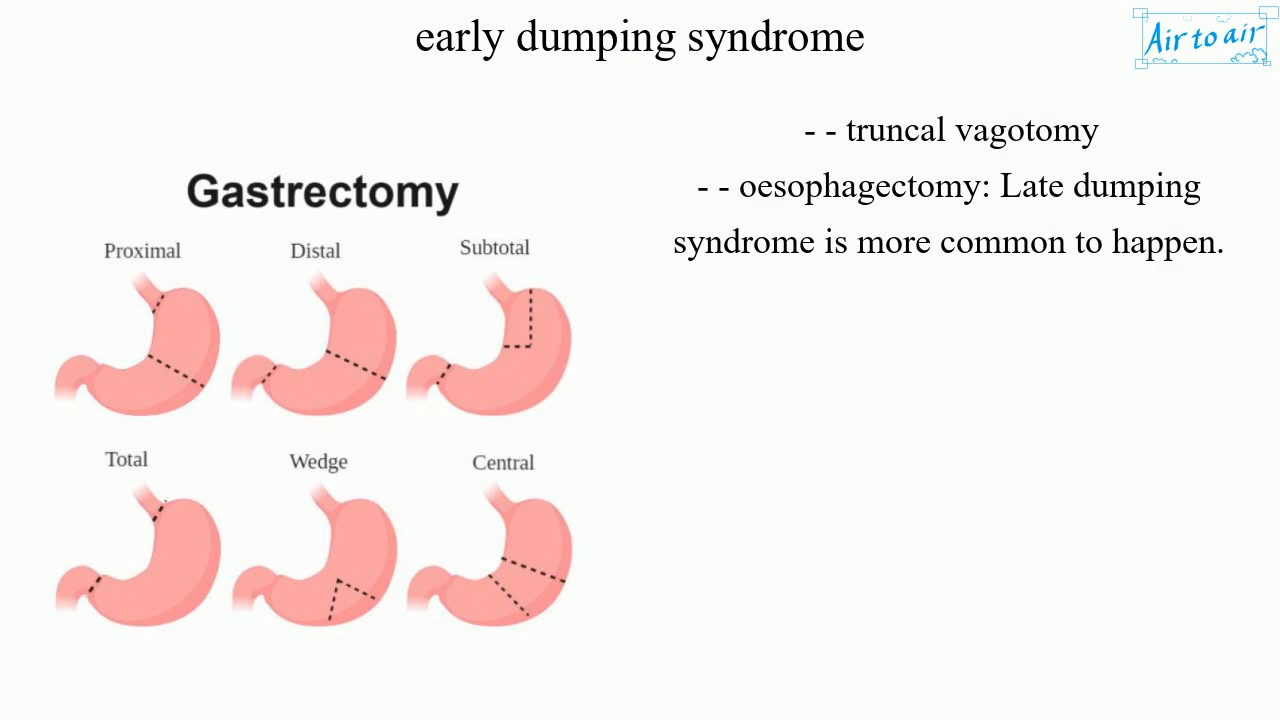 early dumping syndrome
Air to air
- - truncal vagotomy
- - oesophagectomy: Late dumping
syndrome is more common to happen.
Gastrectomy
Proximal
Distal
Subtotal
Total
Wedge
Central